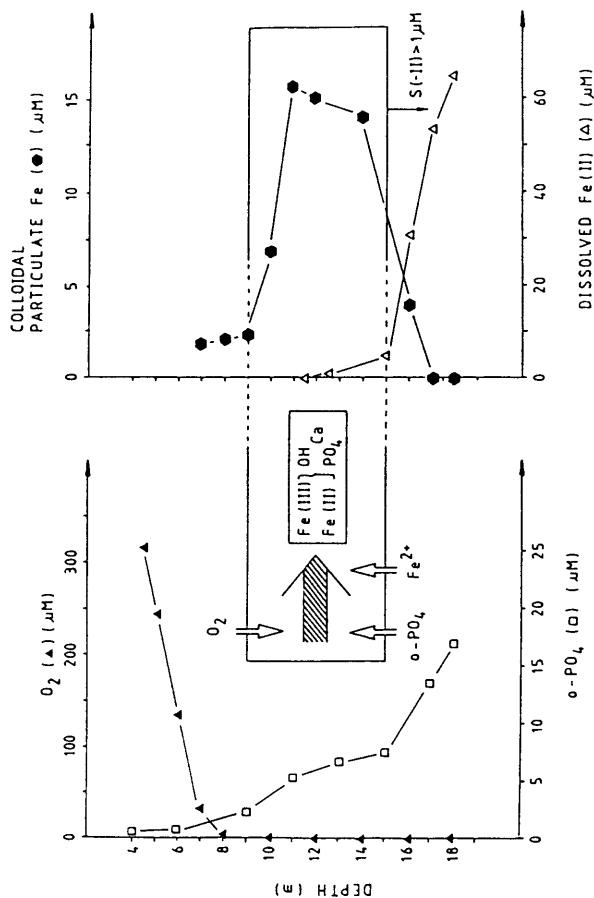 O₂ (▲) (µM)
0 100 200 300
DEPTH (m)
4
6
8
10
12
14
16
18
0 5 10 15 20 25
o-PO₄ (□) (µM)
O₂
o-PO₄
Fe²⁺
Fe(III) } OH Ca
Fe(II) } PO₄
COLLOIDAL
PARTICULATE Fe (⬢) (µM)
0 5 10 15
S(-II)>1µM
0 20 40 60
DISSOLVED Fe(II) (△) (µM)